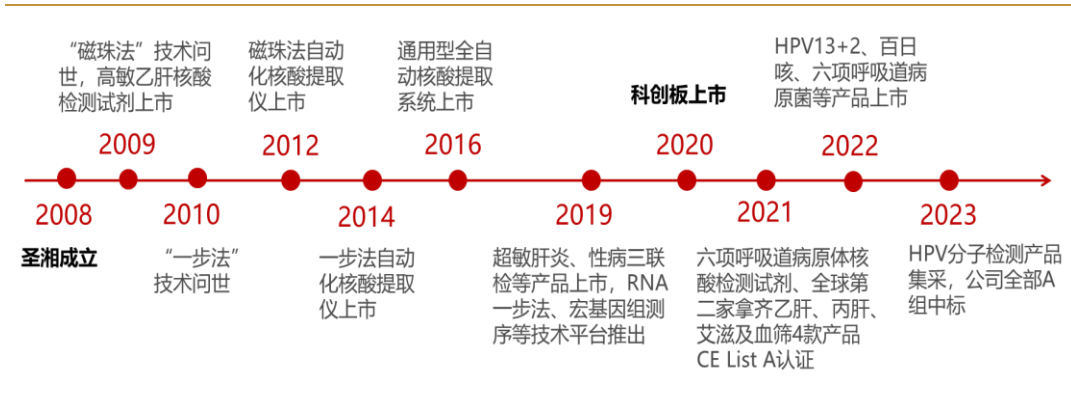 “磁珠法”技术问
世，高敏乙肝核酸
检测试剂上市
2009
磁珠法自动
化核酸提取
仪上市
2012
通用型全自
动核酸提取
系统上市
2016
科创板上市
2020
HPV13+2、百日
咳、六项呼吸道病
原菌等产品上市
2022
2008
圣湘成立
2010
“一步法”
技术问世
2014
一步法自动
化核酸提取
仪上市
2019
超敏肝炎、性病三联
检等产品上市，RNA
一步法、宏基因组测
序等技术平台推出
2021
六项呼吸道病原体核
酸检测试剂、全球第
二家拿齐乙肝、丙肝、
艾滋及血筛4款产品
CE List A认证
2023
HPV分子检测产品
集采，公司全部A
组中标